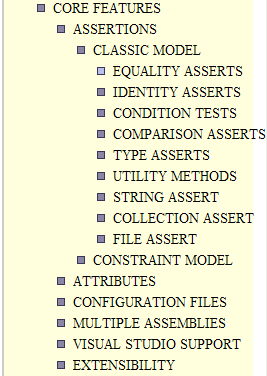 CORE FEATURES
ASSERTIONS
CLASSIC MODEL
EQUALITY ASSERTS
IDENTITY ASSERTS
CONDITION TESTS
COMPARISON ASSERTS
TYPE ASSERTS
UTILITY METHODS
STRING ASSERT
COLLECTION ASSERT
FILE ASSERT
CONSTRAINT MODEL
ATTRIBUTES
CONFIGURATION FILES
MULTIPLE ASSEMBLIES
VISUAL STUDIO SUPPORT
EXTENSIBILITY